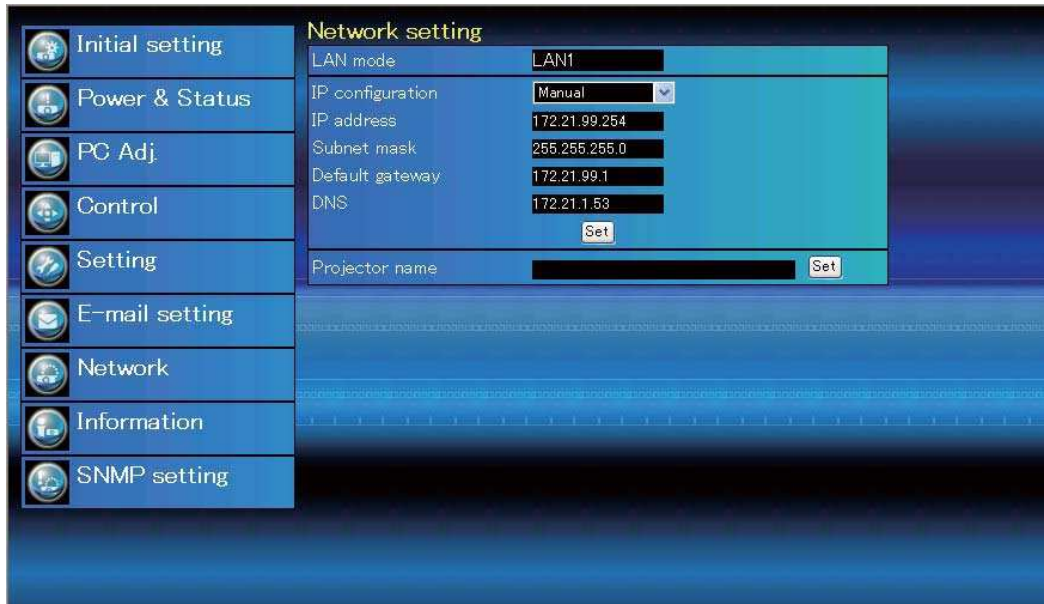 Initial setting
Power & Status
PC Adj.
Control
Setting
E-mail setting
Network
Information
SNMP setting
Network setting
LAN mode LAN1
IP configuration Manual
IP address 172.21.99.254
Subnet mask 255.255.255.0
Default gateway 172.21.99.1
DNS 172.21.1.53
Set
Projector name Set